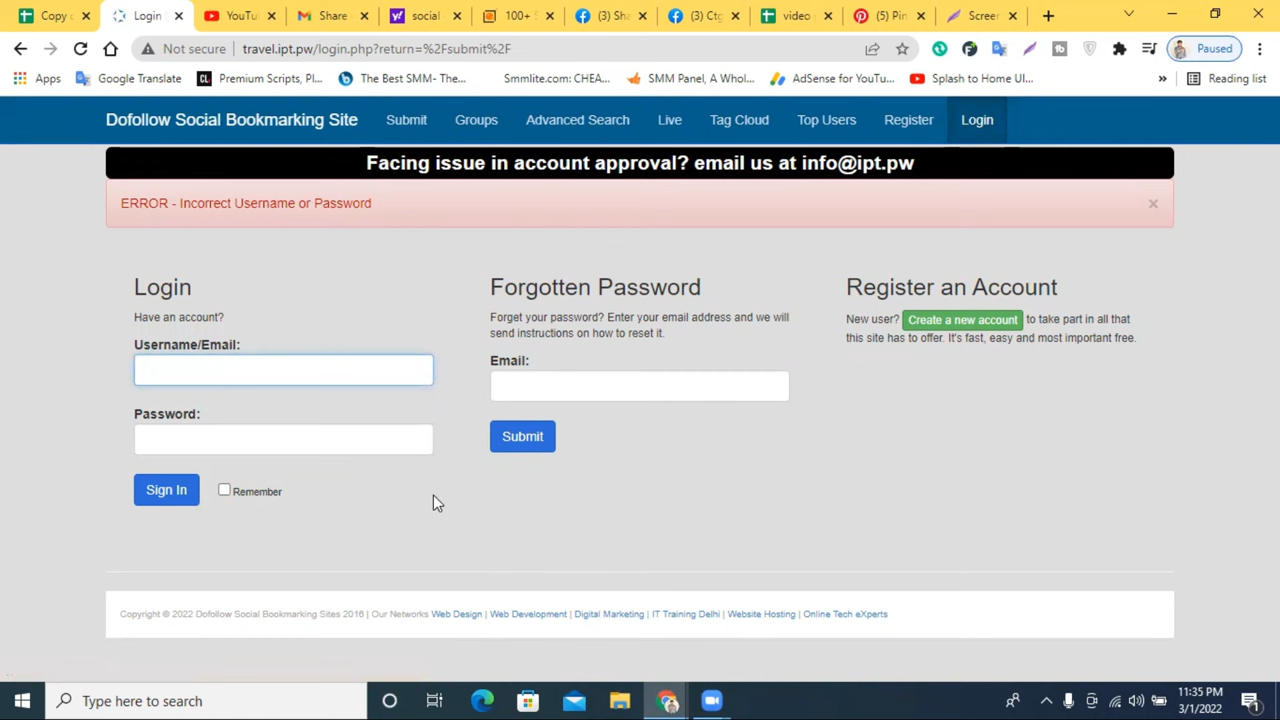 Copy
Login
YouTu
Share
social
100+
(3) Sha
(3) Ctg
video
(5) Pin
Screen
Not secure
travel.ipt.pw/login.php?return=%2Fsubmit%2F
Paused
Apps
Google Translate
Premium Scripts, Pl...
The Best SMM- The...
Smmlite.com: CHEA...
SMM Panel, A Whol...
AdSense for YouTu...
Splash to Home UI...
»
Reading list
Dofollow Social Bookmarking Site
Submit
Groups
Advanced Search
Live
Tag Cloud
Top Users
Register
Login
Facing issue in account approval? email us at info@ipt.pw
ERROR - Incorrect Username or Password
×
Login
Have an account?
Username/Email:
Password:
Sign In
Remember
Forgotten Password
Forget your password? Enter your email address and we will
send instructions on how to reset it.
Email:
Submit
Register an Account
New user? Create a new account to take part in all that
this site has to offer. It's fast, easy and most important free.
Copyright © 2022 Dofollow Social Bookmarking Sites 2016 | Our Networks Web Design | Web Development | Digital Marketing | IT Training Delhi | Website Hosting | Online Tech eXperts
Type here to search
11:35 PM
3/1/2022